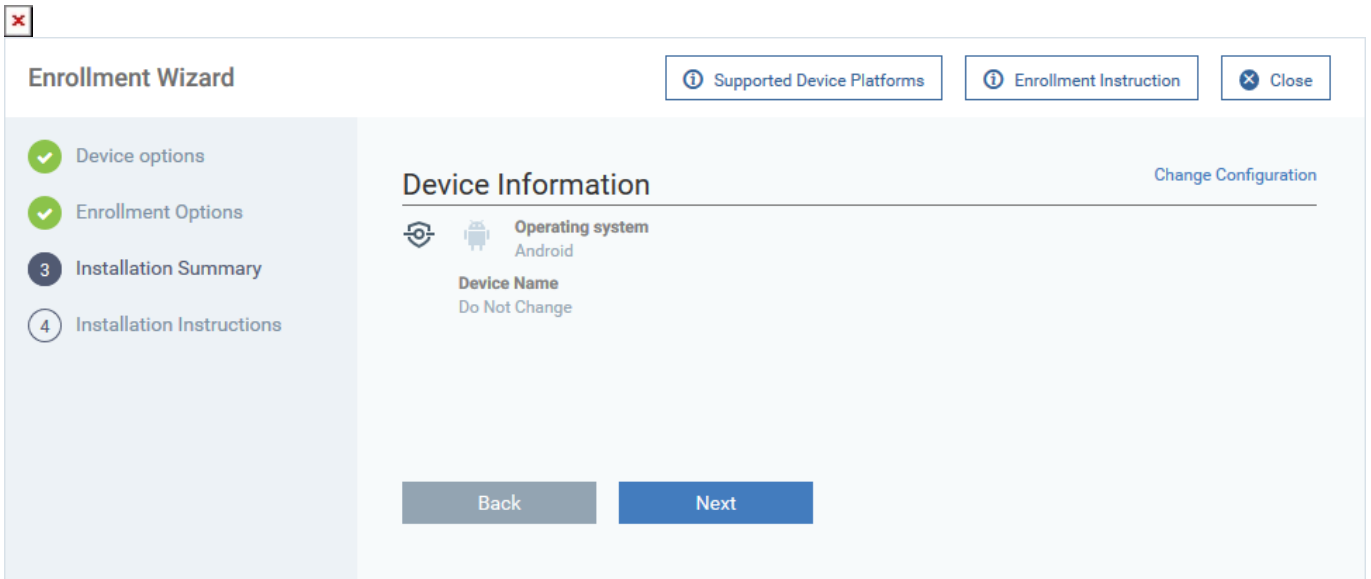 Enrollment Wizard
Supported Device Platforms
Enrollment Instruction
Close
Device options
Enrollment Options
3 Installation Summary
4 Installation Instructions
Device Information
Change Configuration
Operating system
Android
Device Name
Do Not Change
Back
Next